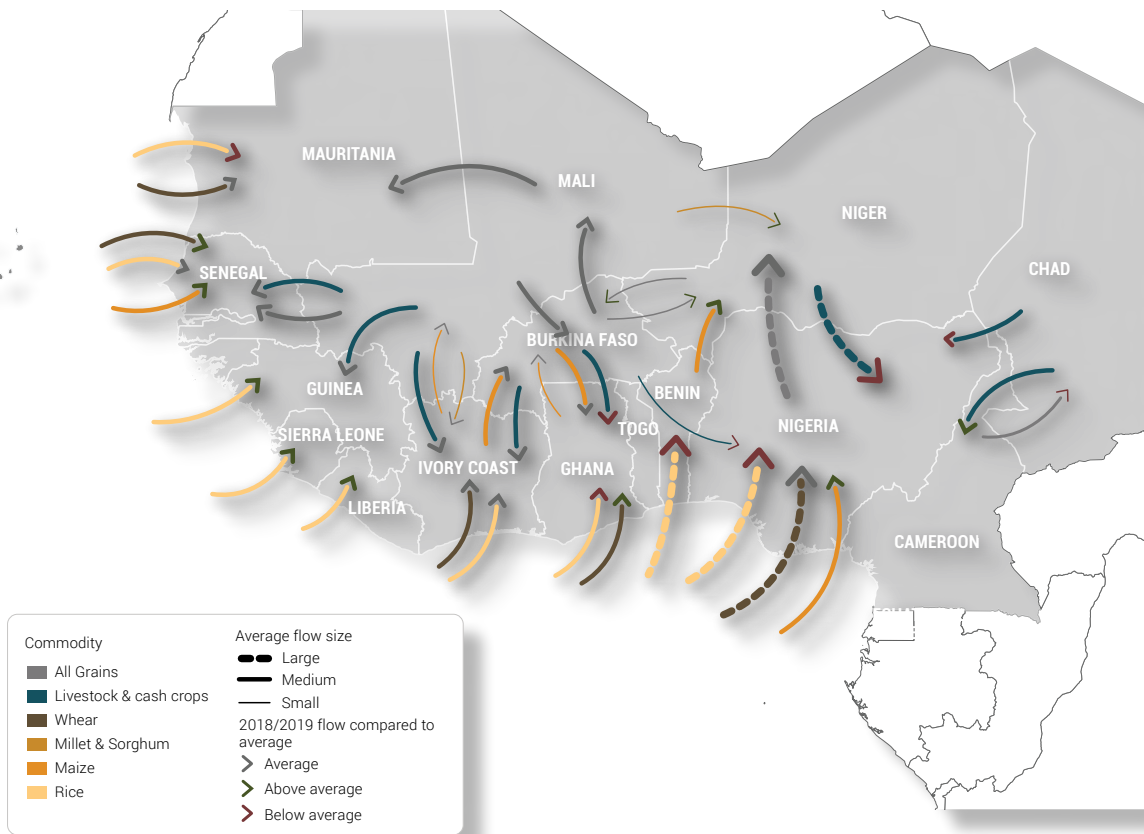 MAURITANIA
MALI
NIGER
CHAD
SENEGAL
BURKINA FASO
GUINEA
BENIN
TOGO
NIGERIA
SIERRA LEONE
IVORY COAST
GHANA
LIBERIA
CAMEROON
Commodity
All Grains
Livestock & cash crops
Whear
Millet & Sorghum
Maize
Rice
Average flow size
Large
Medium
Small
2018/2019 flow compared to
average
Average
Above average
Below average